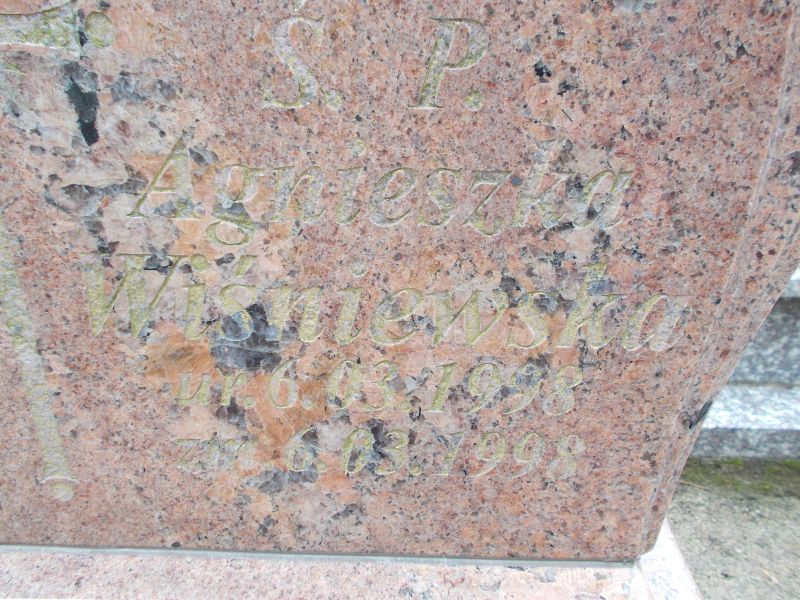 Ś. P.
Agnieszka
Wiśniewska
ur. 6.03.1998
zm. 6.03.1998